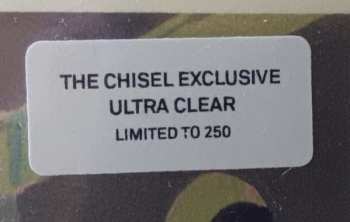 THE CHISEL EXCLUSIVE
ULTRA CLEAR
LIMITED TO 250